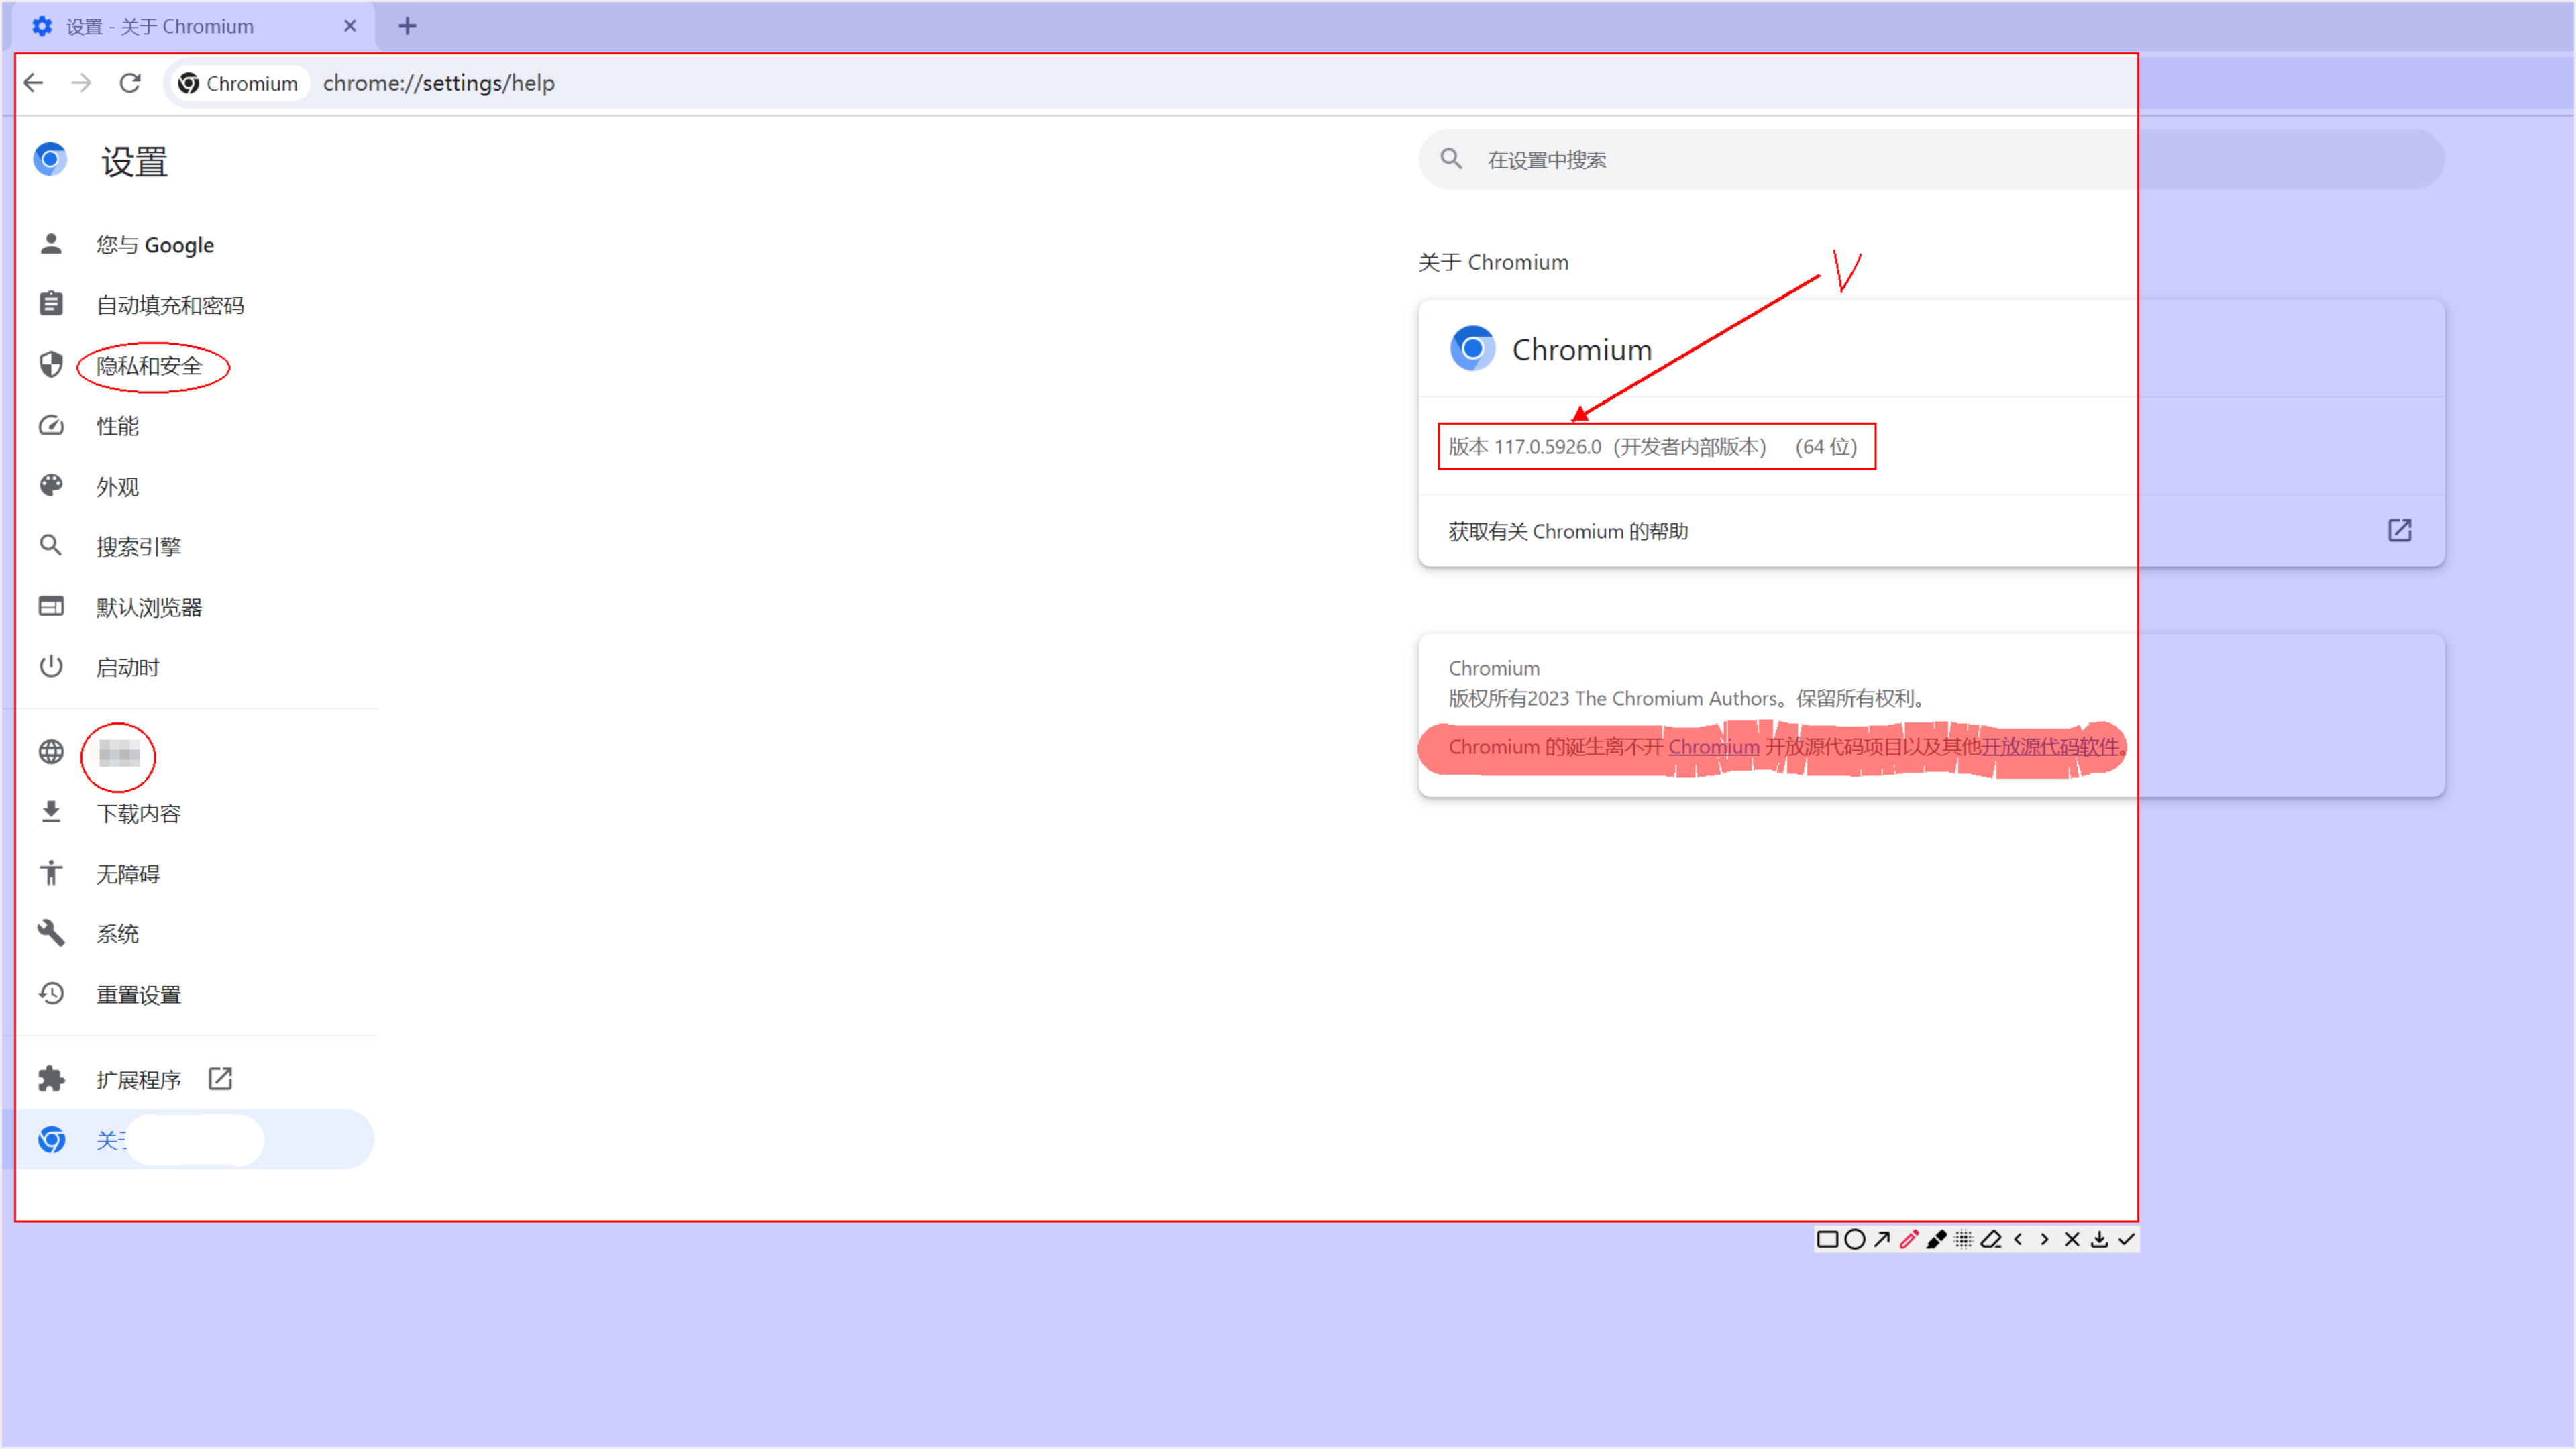 设置 - 关于 Chromium
Chromium chrome://settings/help
设置
在设置中搜索
您与 Google
自动填充和密码
隐私和安全
性能
外观
搜索引擎
默认浏览器
启动时
下载内容
无障碍
系统
重置设置
扩展程序
关于
关于 Chromium
V
Chromium
版本 117.0.5926.0（开发者内部版本） （64 位）
获取有关 Chromium 的帮助
Chromium
版权所有2023 The Chromium Authors。保留所有权利。
Chromium 的诞生离不开 Chromium 开放源代码项目以及其他开放源代码软件。